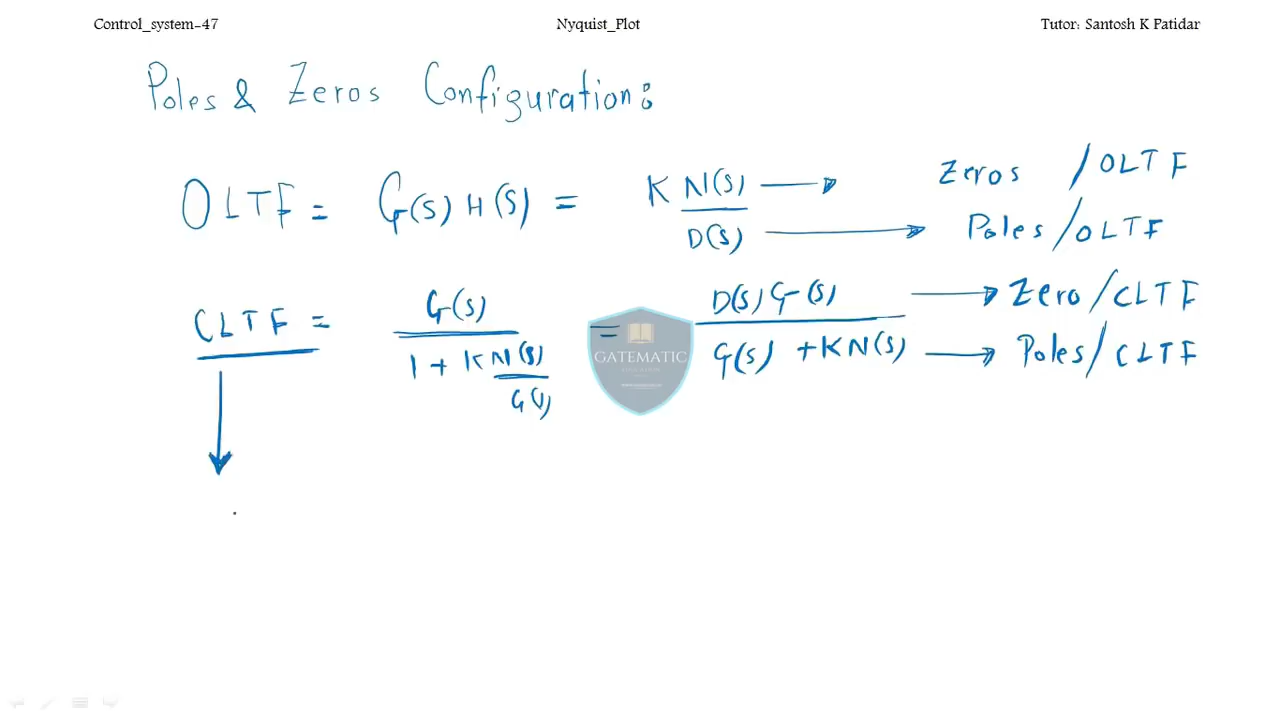 Control_system-47 Nyquist_Plot Tutor: Santosh K Patidar
Poles & Zeros Configuration:
OLTF = G(s) H(s) = K N(s) / D(s)
→ Zeros / OLTF
→ Poles / OLTF
CLTF = G(s) / 1 + K N(s) / G(s) = D(s) G(s) / G(s) + K N(s)
→ Zero / CLTF
→ Poles / CLTF
GATEMATIC